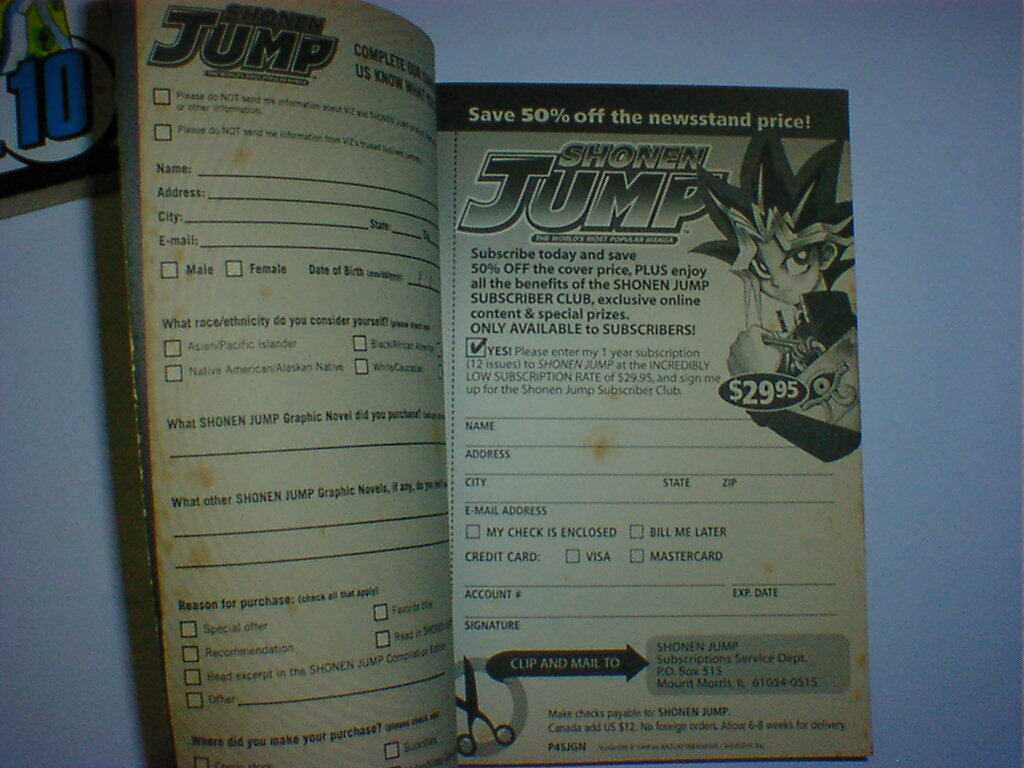 10
SHONEN
JUMP
COMPLETE OUR
US KNOW WHAT
Please do NOT send me information about VIZ and SHONEN JUMP
or other information.
Please do NOT send me information from VIZ's trusted business
Name:
Address:
City: State:
E-mail:
Male Female Date of Birth
What race/ethnicity do you consider yourself? (please check
Asian/Pacific Islander Black/African American
Native American/Alaskan Native White/Caucasian
What SHONEN JUMP Graphic Novel did you purchase?
What other SHONEN JUMP Graphic Novels, if any, do you
Reason for purchase: (check all that apply)
Special offer Favorite title
Recommendation Read in SHONEN
Read excerpt in the SHONEN JUMP Compilation Edition
Other
Where did you make your purchase? (please check
Comic store Bookstore
Save 50% off the newsstand price!
SHONEN
JUMP
THE WORLD'S MOST POPULAR MANGA
Subscribe today and save
50% OFF the cover price, PLUS enjoy
all the benefits of the SHONEN JUMP
SUBSCRIBER CLUB, exclusive online
content & special prizes.
ONLY AVAILABLE to SUBSCRIBERS!
YES! Please enter my 1 year subscription
(12 issues) to SHONEN JUMP at the INCREDIBLY
LOW SUBSCRIPTION RATE of $29.95, and sign me
up for the Shonen Jump Subscriber Club.
$29.95
NAME
ADDRESS
CITY STATE ZIP
E-MAIL ADDRESS
MY CHECK IS ENCLOSED BILL ME LATER
CREDIT CARD: VISA MASTERCARD
ACCOUNT # EXP. DATE
SIGNATURE
CLIP AND MAIL TO
SHONEN JUMP
Subscriptions Service Dept.
P.O. Box 515
Mount Morris, IL 61054-0515
Make checks payable to: SHONEN JUMP.
Canada add US $12. No foreign orders. Allow 6-8 weeks for delivery.
P45JGN